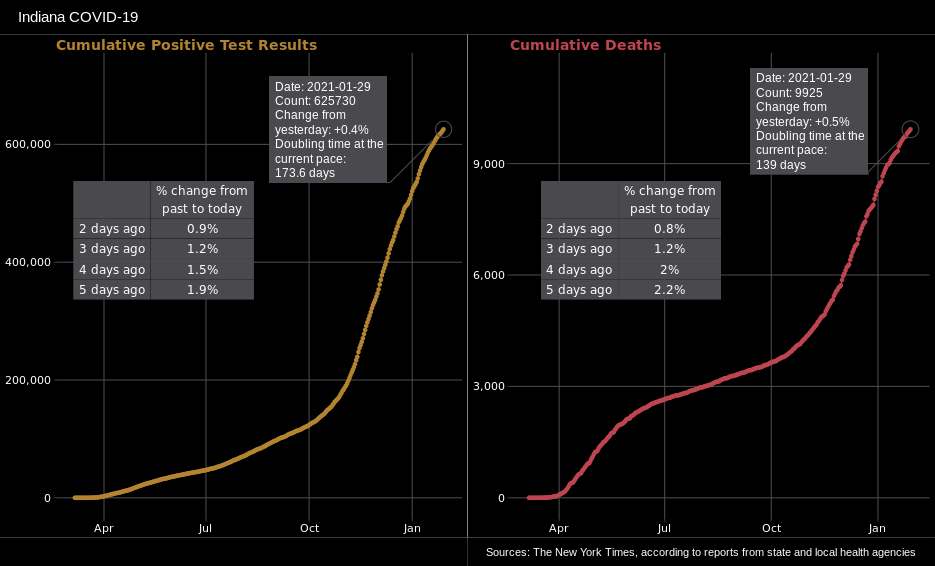 Indiana COVID-19
Cumulative Positive Test Results
Date: 2021-01-29
Count: 625730
Change from
yesterday: +0.4%
Doubling time at the
current pace:
173.6 days
600,000
400,000
200,000
0
% change from
past to today
2 days ago 0.9%
3 days ago 1.2%
4 days ago 1.5%
5 days ago 1.9%
Apr Jul Oct Jan
Cumulative Deaths
Date: 2021-01-29
Count: 9925
Change from
yesterday: +0.5%
Doubling time at the
current pace:
139 days
9,000
6,000
3,000
0
% change from
past to today
2 days ago 0.8%
3 days ago 1.2%
4 days ago 2%
5 days ago 2.2%
Apr Jul Oct Jan
Sources: The New York Times, according to reports from state and local health agencies